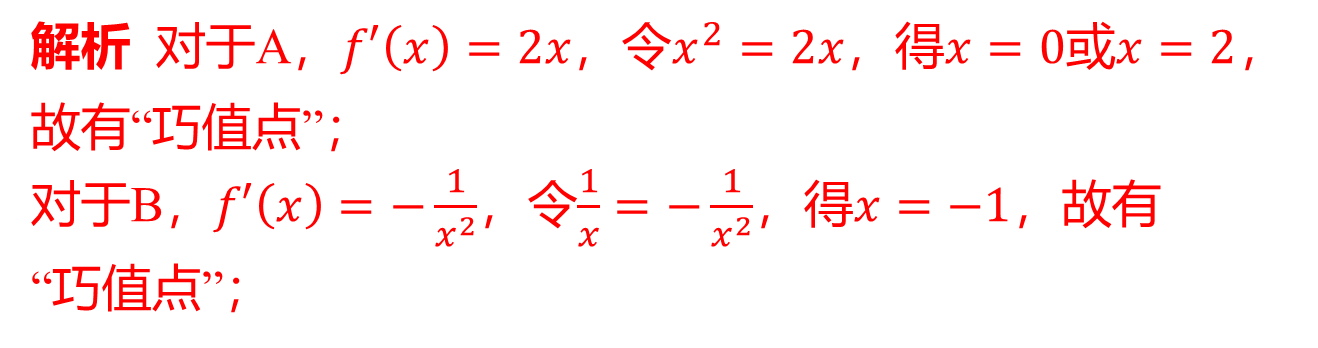 解析 对于A，f′(x) = 2x，令x² = 2x，得x = 0或x = 2，
故有“巧值点”；
对于B，f′(x) = −1/x²，令1/x = −1/x²，得x = −1，故有
“巧值点”；